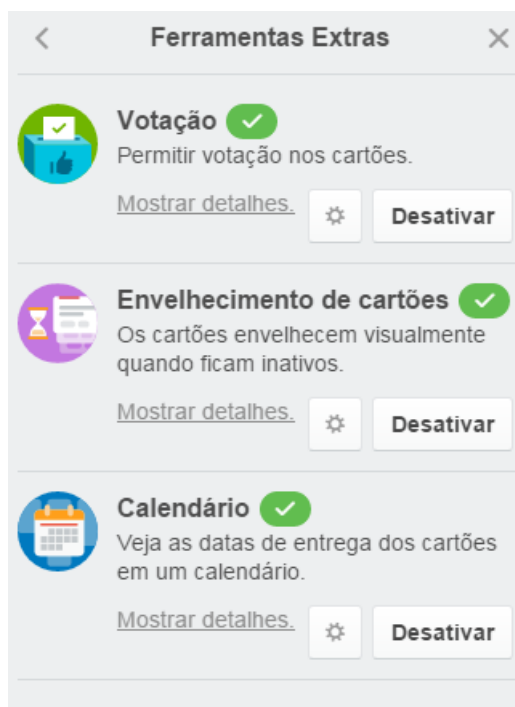 Ferramentas Extras
Votação
Permitir votação nos cartões.
Mostrar detalhes.
Desativar
Envelhecimento de cartões
Os cartões envelhecem visualmente
quando ficam inativos.
Mostrar detalhes.
Desativar
Calendário
Veja as datas de entrega dos cartões
em um calendário.
Mostrar detalhes.
Desativar